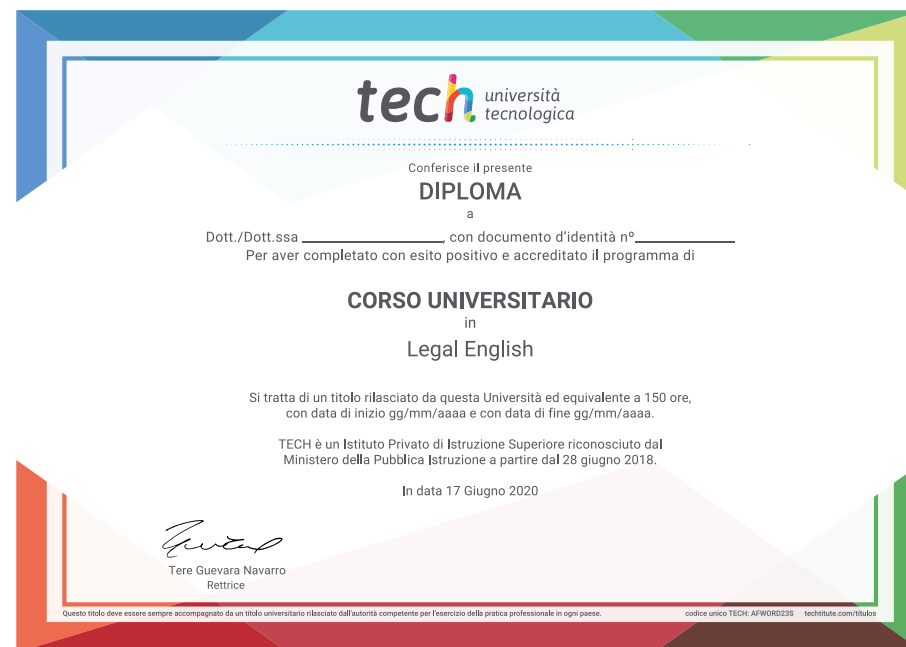 tech università
tecnologica
Conferisce il presente
DIPLOMA
a
Dott./Dott.ssa ____________________, con documento d'identità nº______________
Per aver completato con esito positivo e accreditato il programma di
CORSO UNIVERSITARIO
in
Legal English
Si tratta di un titolo rilasciato da questa Università ed equivalente a 150 ore,
con data di inizio gg/mm/aaaa e con data di fine gg/mm/aaaa.
TECH è un Istituto Privato di Istruzione Superiore riconosciuto dal
Ministero della Pubblica Istruzione a partire dal 28 giugno 2018.
In data 17 Giugno 2020
Tere Guevara Navarro
Rettrice
Questo titolo deve essere sempre accompagnato da un titolo universitario rilasciato dall'autorità competente per l'esercizio della pratica professionale in ogni paese. codice unico TECH: AFWORD23S techtitute.com/títulos